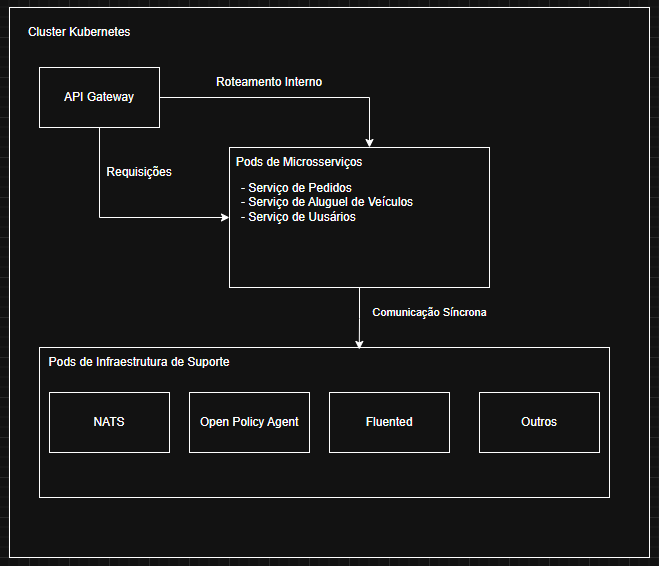 Cluster Kubernetes
Roteamento Interno
API Gateway
Pods de Microsserviços
Requisições
- Serviço de Pedidos
- Serviço de Aluguel de Veículos
- Serviço de Uusários
Comunicação Síncrona
Pods de Infraestrutura de Suporte
NATS
Open Policy Agent
Fluented
Outros